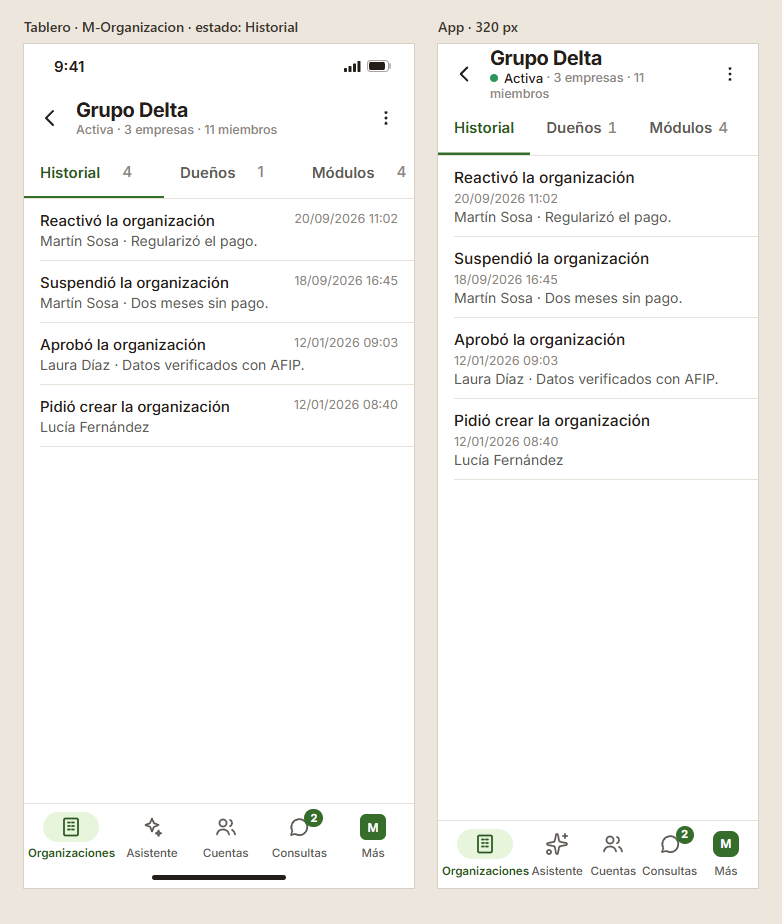 Tablero · M-Organizacion · estado: Historial
9:41
Grupo Delta
Activa · 3 empresas · 11 miembros
Historial 4 Dueños 1 Módulos 4
Reactivó la organización 20/09/2026 11:02
Martín Sosa · Regularizó el pago.
Suspendió la organización 18/09/2026 16:45
Martín Sosa · Dos meses sin pago.
Aprobó la organización 12/01/2026 09:03
Laura Díaz · Datos verificados con AFIP.
Pidió crear la organización 12/01/2026 08:40
Lucía Fernández
2 M
Organizaciones Asistente Cuentas Consultas Más
App · 320 px
Grupo Delta
Activa · 3 empresas · 11
miembros
Historial Dueños 1 Módulos 4
Reactivó la organización
20/09/2026 11:02
Martín Sosa · Regularizó el pago.
Suspendió la organización
18/09/2026 16:45
Martín Sosa · Dos meses sin pago.
Aprobó la organización
12/01/2026 09:03
Laura Díaz · Datos verificados con AFIP.
Pidió crear la organización
12/01/2026 08:40
Lucía Fernández
2 M
Organizaciones Asistente Cuentas Consultas Más